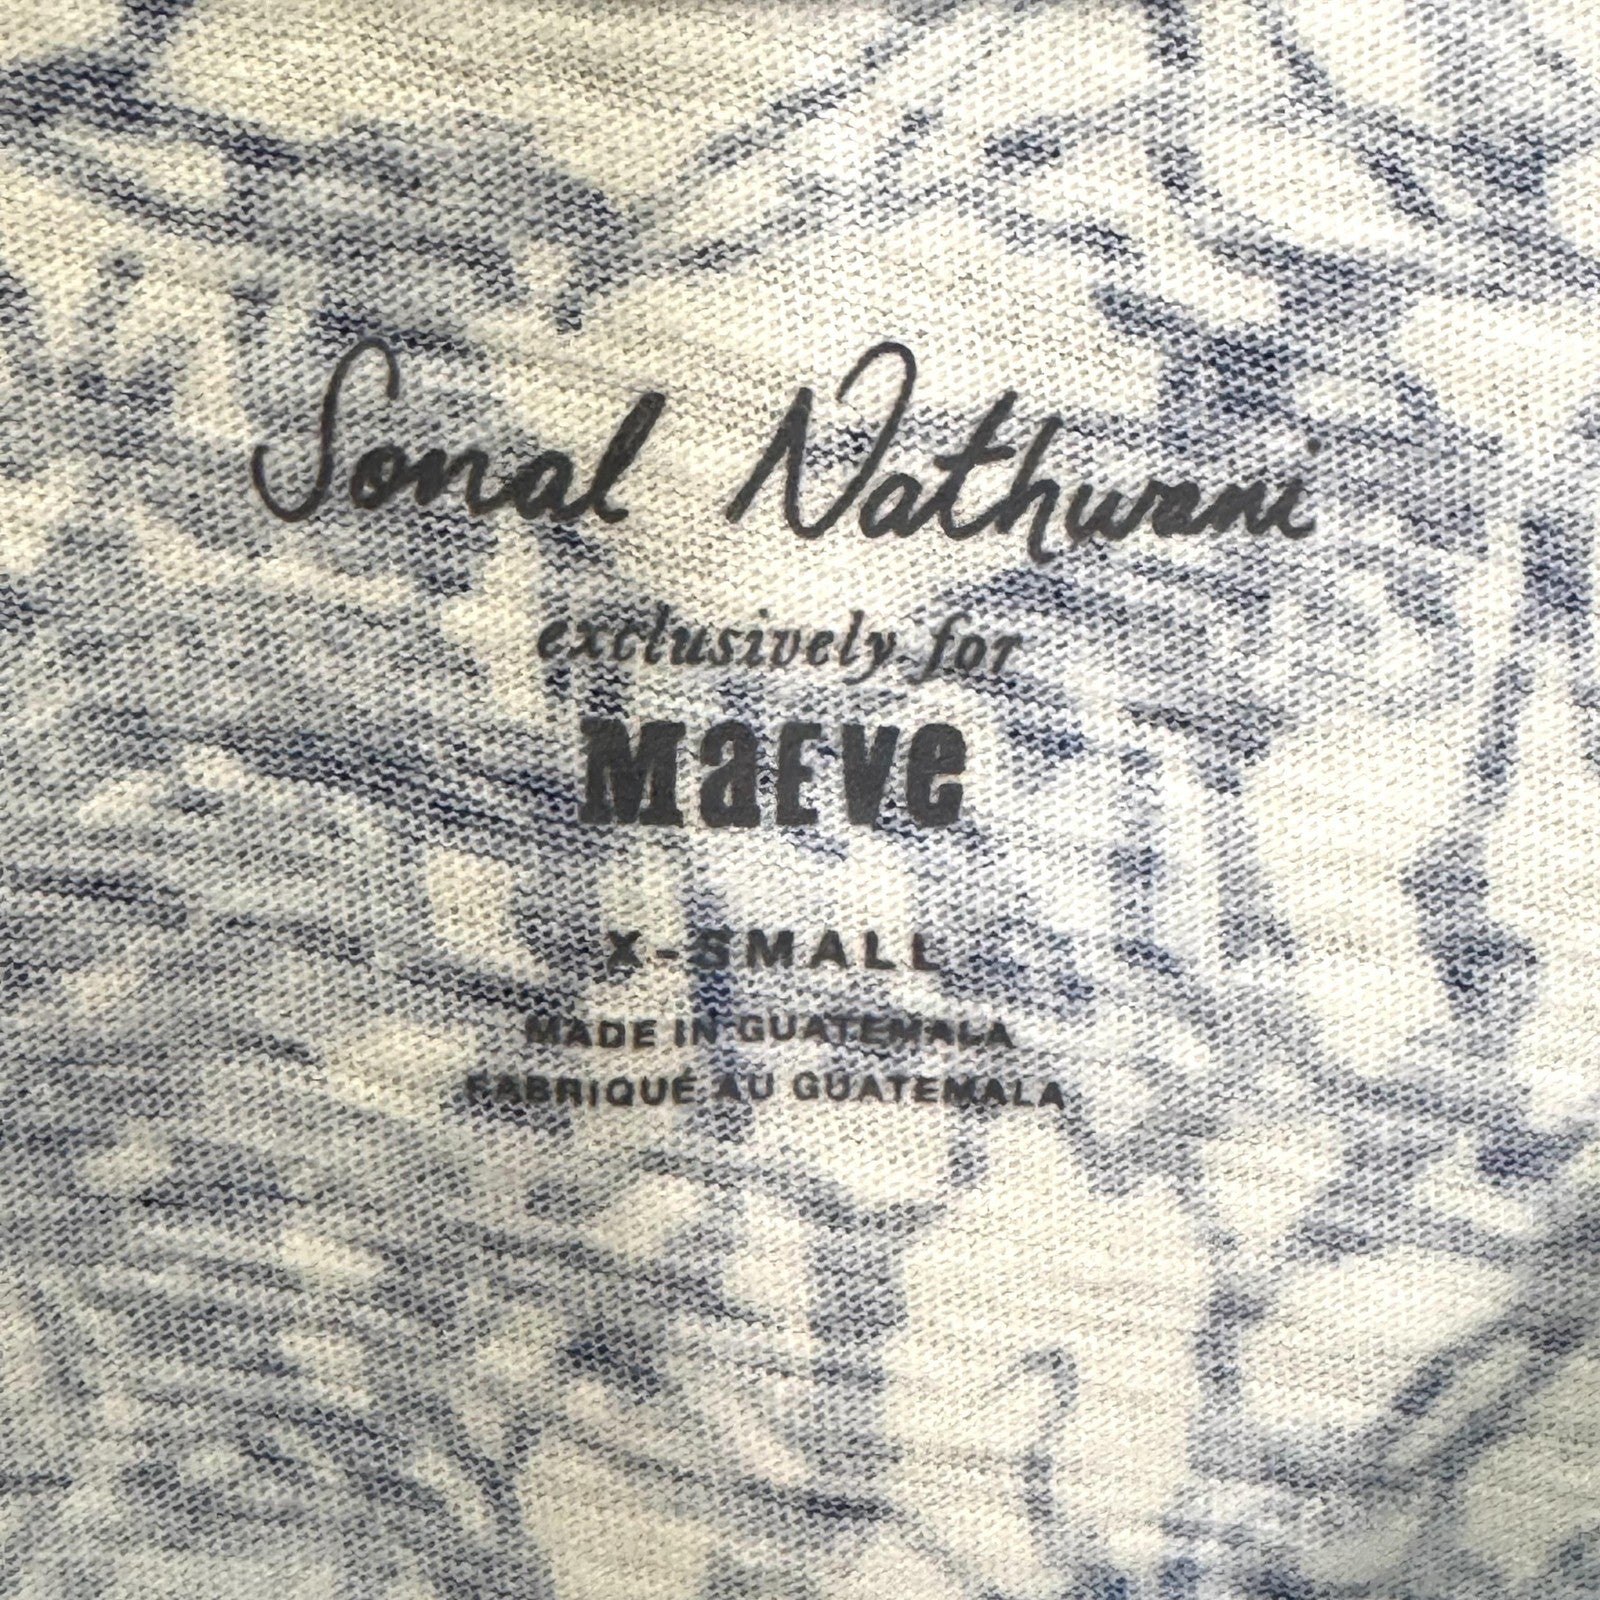 Sonal Nathwani
exclusively for
Maeve
X-SMALL
MADE IN GUATEMALA
FABRIQUÉ AU GUATEMALA